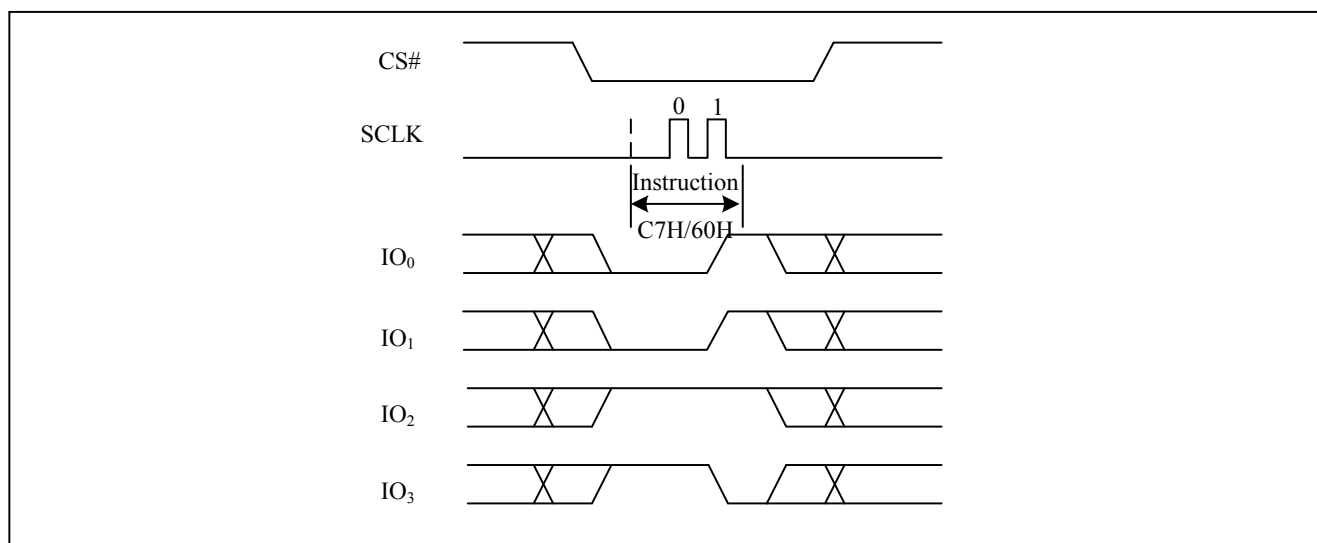 CS#
0 1
SCLK
Instruction
C7H/60H
IO₀
IO₁
IO₂
IO₃